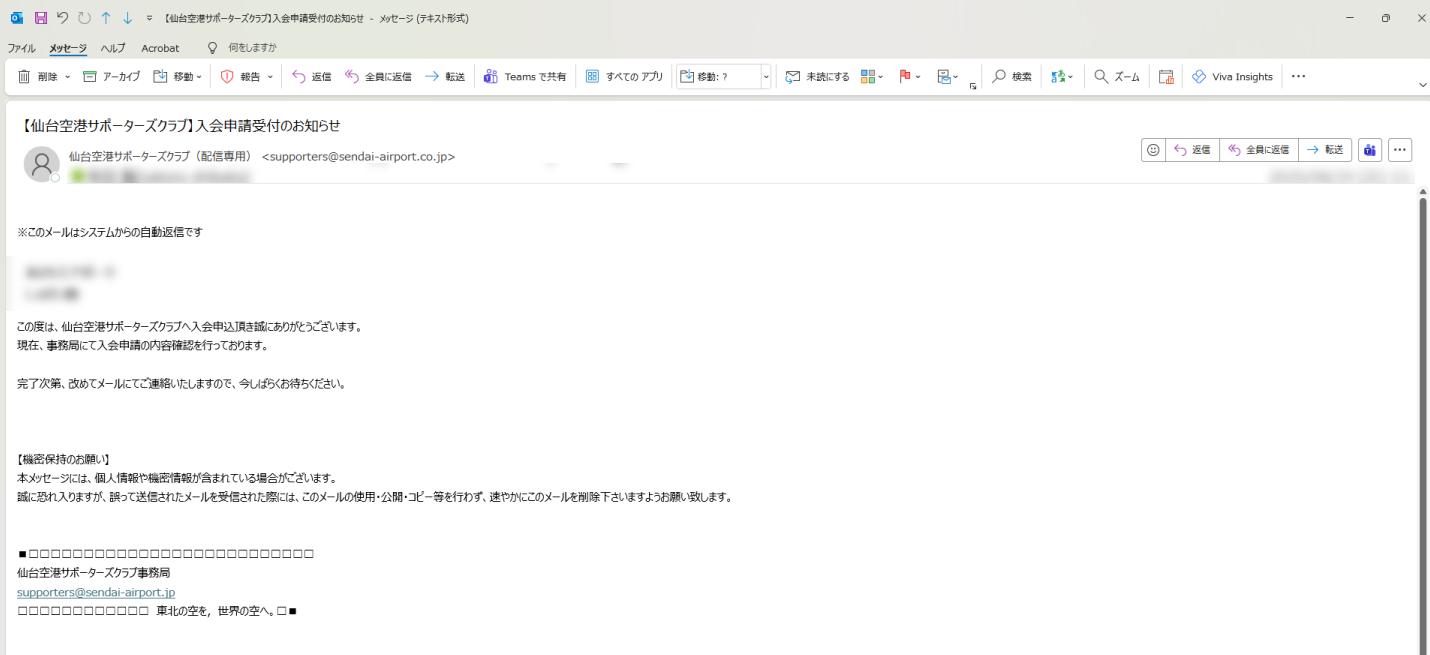 【仙台空港サポーターズクラブ】入会申請受付のお知らせ - メッセージ (テキスト形式)
ファイル メッセージ ヘルプ Acrobat 何をしますか
削除 アーカイブ 移動 報告 返信 全員に返信 転送 Teams で共有 すべてのアプリ 移動: ? 未読にする 検索 ズーム Viva Insights
【仙台空港サポーターズクラブ】入会申請受付のお知らせ
仙台空港サポーターズクラブ（配信専用） <supporters@sendai-airport.co.jp>
返信 全員に返信 転送
※このメールはシステムからの自動返信です
この度は、仙台空港サポーターズクラブへ入会申込頂き誠にありがとうございます。
現在、事務局にて入会申請の内容確認を行っております。
完了次第、改めてメールにてご連絡いたしますので、今しばらくお待ちください。
【機密保持のお願い】
本メッセージには、個人情報や機密情報が含まれている場合がございます。
誠に恐れ入りますが、誤って送信されたメールを受信された際には、このメールの使用・公開・コピー等を行わず、速やかにこのメールを削除下さいますようお願い致します。
■□□□□□□□□□□□□□□□□□□□□□□□□□□
仙台空港サポーターズクラブ事務局
supporters@sendai-airport.jp
□□□□□□□□□□□□ 東北の空を，世界の空へ。□■